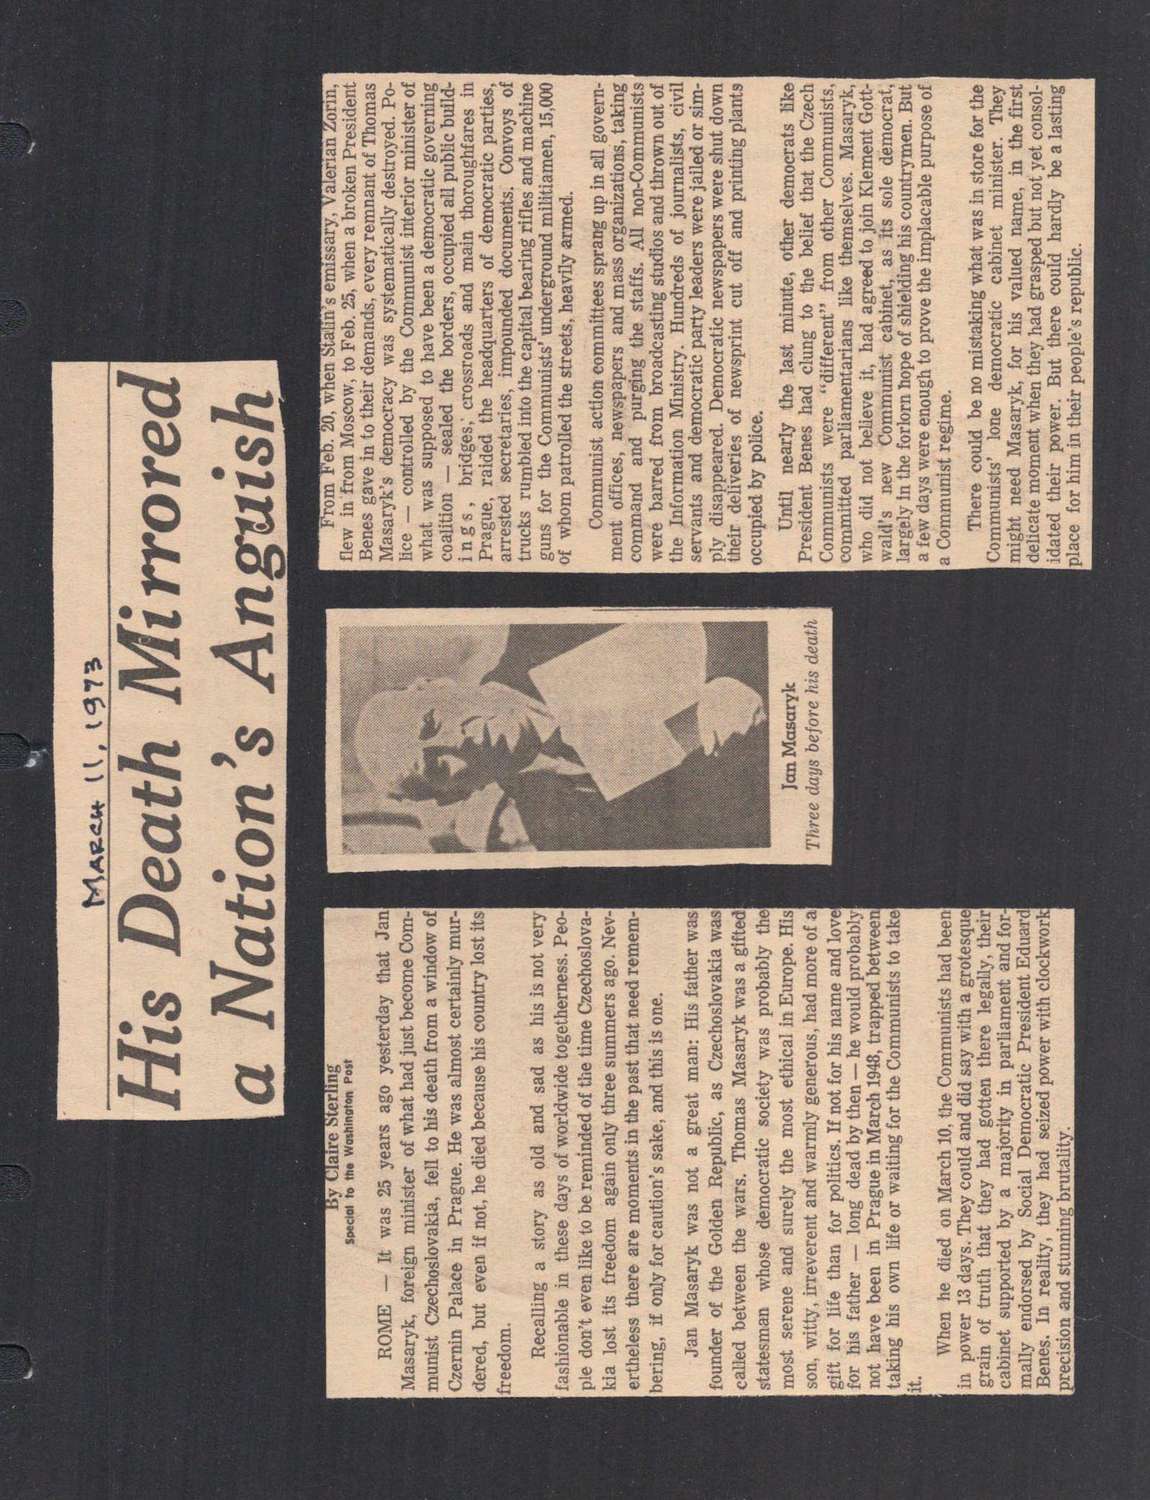 MARCH 11, 1973
His Death Mirrored
a Nation's Anguish
By Claire Sterling
Special to the Washington Post
ROME — It was 25 years ago yesterday that Jan
Masaryk, foreign minister of what had just become Com-
munist Czechoslovakia, fell to his death from a window of
Czernin Palace in Prague. He was almost certainly mur-
dered, but even if not, he died because his country lost its
freedom.
Recalling a story as old and sad as his is not very
fashionable in these days of worldwide togetherness. Peo-
ple don't even like to be reminded of the time Czechoslova-
kia lost its freedom again only three summers ago. Nev-
ertheless there are moments in the past that need remem-
bering, if only for caution's sake, and this is one.
Jan Masaryk was not a great man: His father was
founder of the Golden Republic, as Czechoslovakia was
called between the wars. Thomas Masaryk was a gifted
statesman whose democratic society was probably the
most serene and surely the most ethical in Europe. His
son, witty, irreverent and warmly generous, had more of a
gift for life than for politics. If not for his name and love
for his father — long dead by then — he would probably
not have been in Prague in March 1948, trapped between
taking his own life or waiting for the Communists to take
it.
When he died on March 10, the Communists had been
in power 13 days. They could and did say with a grotesque
grain of truth that they had gotten there legally, their
cabinet supported by a majority in parliament and for-
mally endorsed by Social Democratic President Eduard
Benes. In reality, they had seized power with clockwork
precision and stunning brutality.
Jan Masaryk
Three days before his death
From Feb. 20, when Stalin's emissary, Valerian Zorin,
flew in from Moscow, to Feb. 25, when a broken President
Benes gave in to their demands, every remnant of Thomas
Masaryk's democracy was systematically destroyed. Po-
lice — controlled by the Communist interior minister of
what was supposed to have been a democratic governing
coalition — sealed the borders, occupied all public build-
ings, bridges, crossroads and main thoroughfares in
Prague, raided the headquarters of democratic parties,
arrested secretaries, impounded documents. Convoys of
trucks rumbled into the capital bearing rifles and machine
guns for the Communists' underground militiamen, 15,000
of whom patrolled the streets, heavily armed.
Communist action committees sprang up in all govern-
ment offices, newspapers and mass organizations, taking
command and purging the staffs. All non-Communists
were barred from broadcasting studios and thrown out of
the Information Ministry. Hundreds of journalists, civil
servants and democratic party leaders were jailed or sim-
ply disappeared. Democratic newspapers were shut down
their deliveries of newsprint cut off and printing plants
occupied by police.
Until nearly the last minute, other democrats like
President Benes had clung to the belief that the Czech
Communists were "different" from other Communists,
committed parliamentarians like themselves. Masaryk,
who did not believe it, had agreed to join Klement Gott-
wald's new Communist cabinet, as its sole democrat,
largely in the forlorn hope of shielding his countrymen. But
a few days were enough to prove the implacable purpose of
a Communist regime.
There could be no mistaking what was in store for the
Communists' lone democratic cabinet minister. They
might need Masaryk, for his valued name, in the first
delicate moment when they had grasped but not yet consol-
idated their power. But there could hardly be a lasting
place for him in their people's republic.